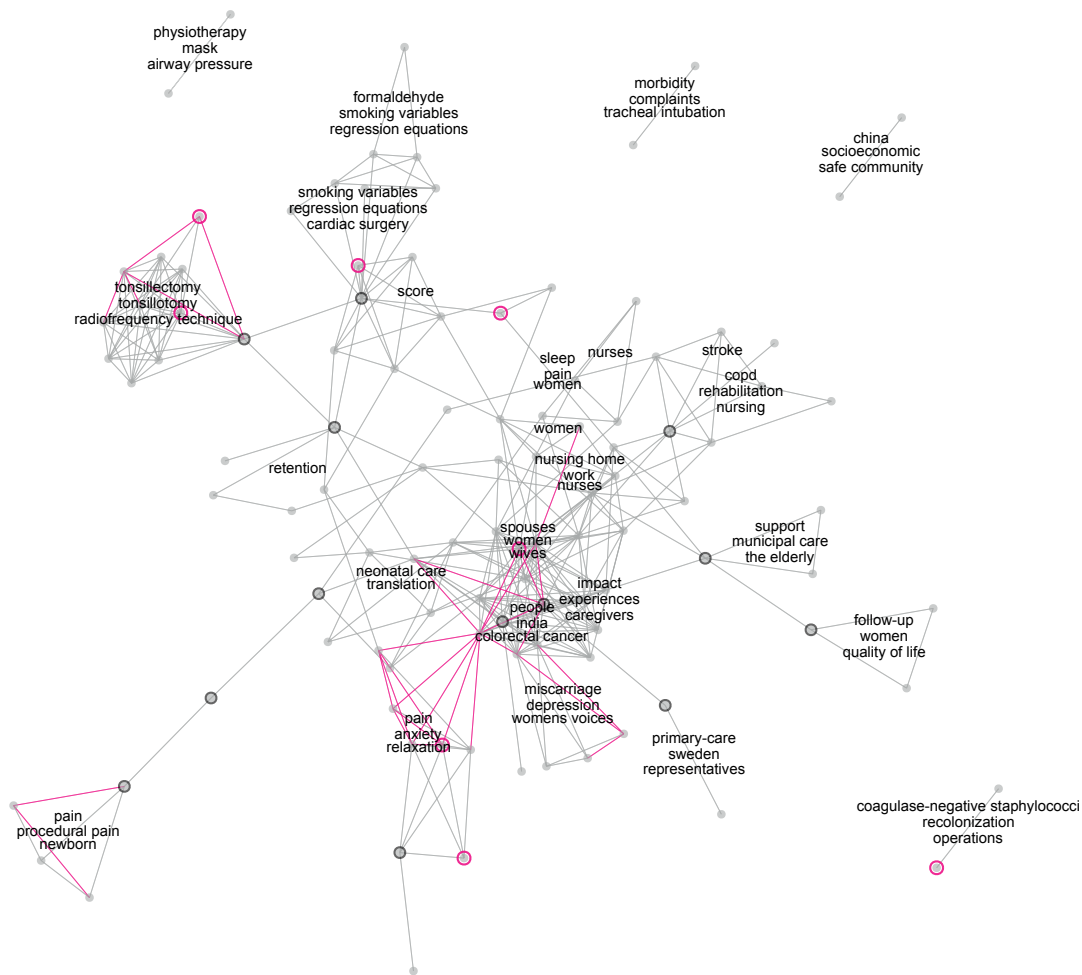 physiotherapy
mask
airway pressure
formaldehyde
smoking variables
regression equations
morbidity
complaints
tracheal intubation
china
socioeconomic
safe community
smoking variables
regression equations
cardiac surgery
tonsillectomy
tonsillotomy
radiofrequency technique
score
sleep
pain
women
nurses
stroke
copd
rehabilitation
nursing
women
retention
nursing home
work
nurses
spouses
women
wives
support
municipal care
the elderly
neonatal care
translation
impact
experiences
caregivers
people
india
colorectal cancer
follow-up
women
quality of life
miscarriage
depression
womens voices
pain
anxiety
relaxation
primary-care
sweden
representatives
pain
procedural pain
newborn
coagulase-negative staphylococci
recolonization
operations